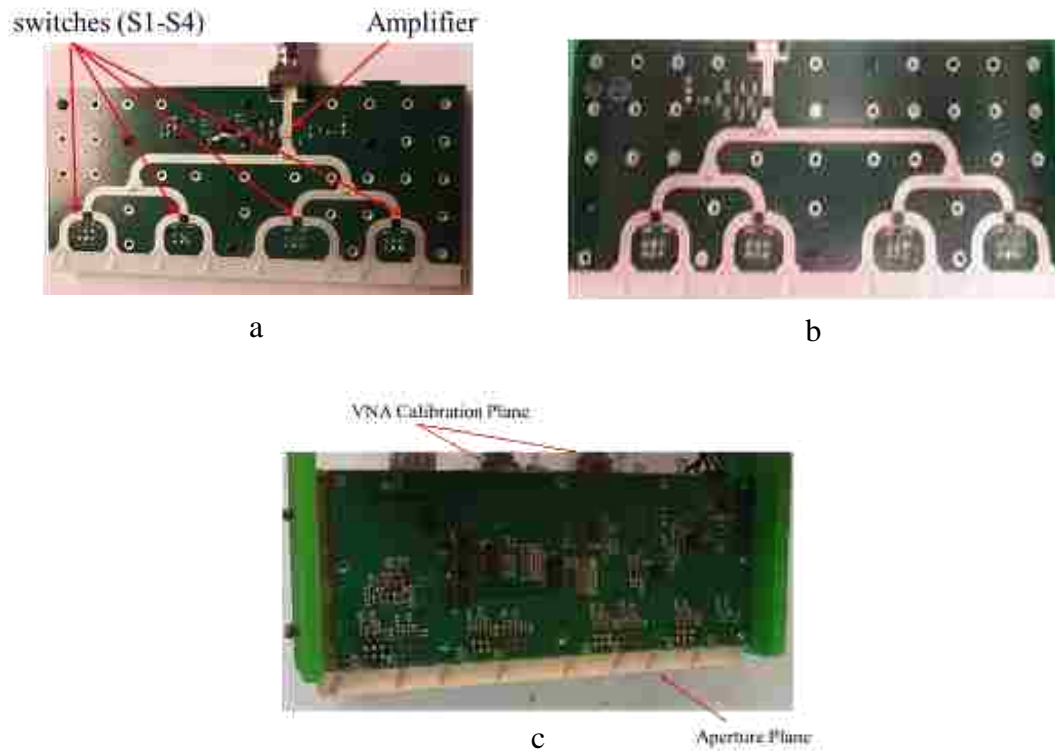 switches (S1-S4)
Amplifier
a
b
VNA Calibration Plane
Aperture Plane
c